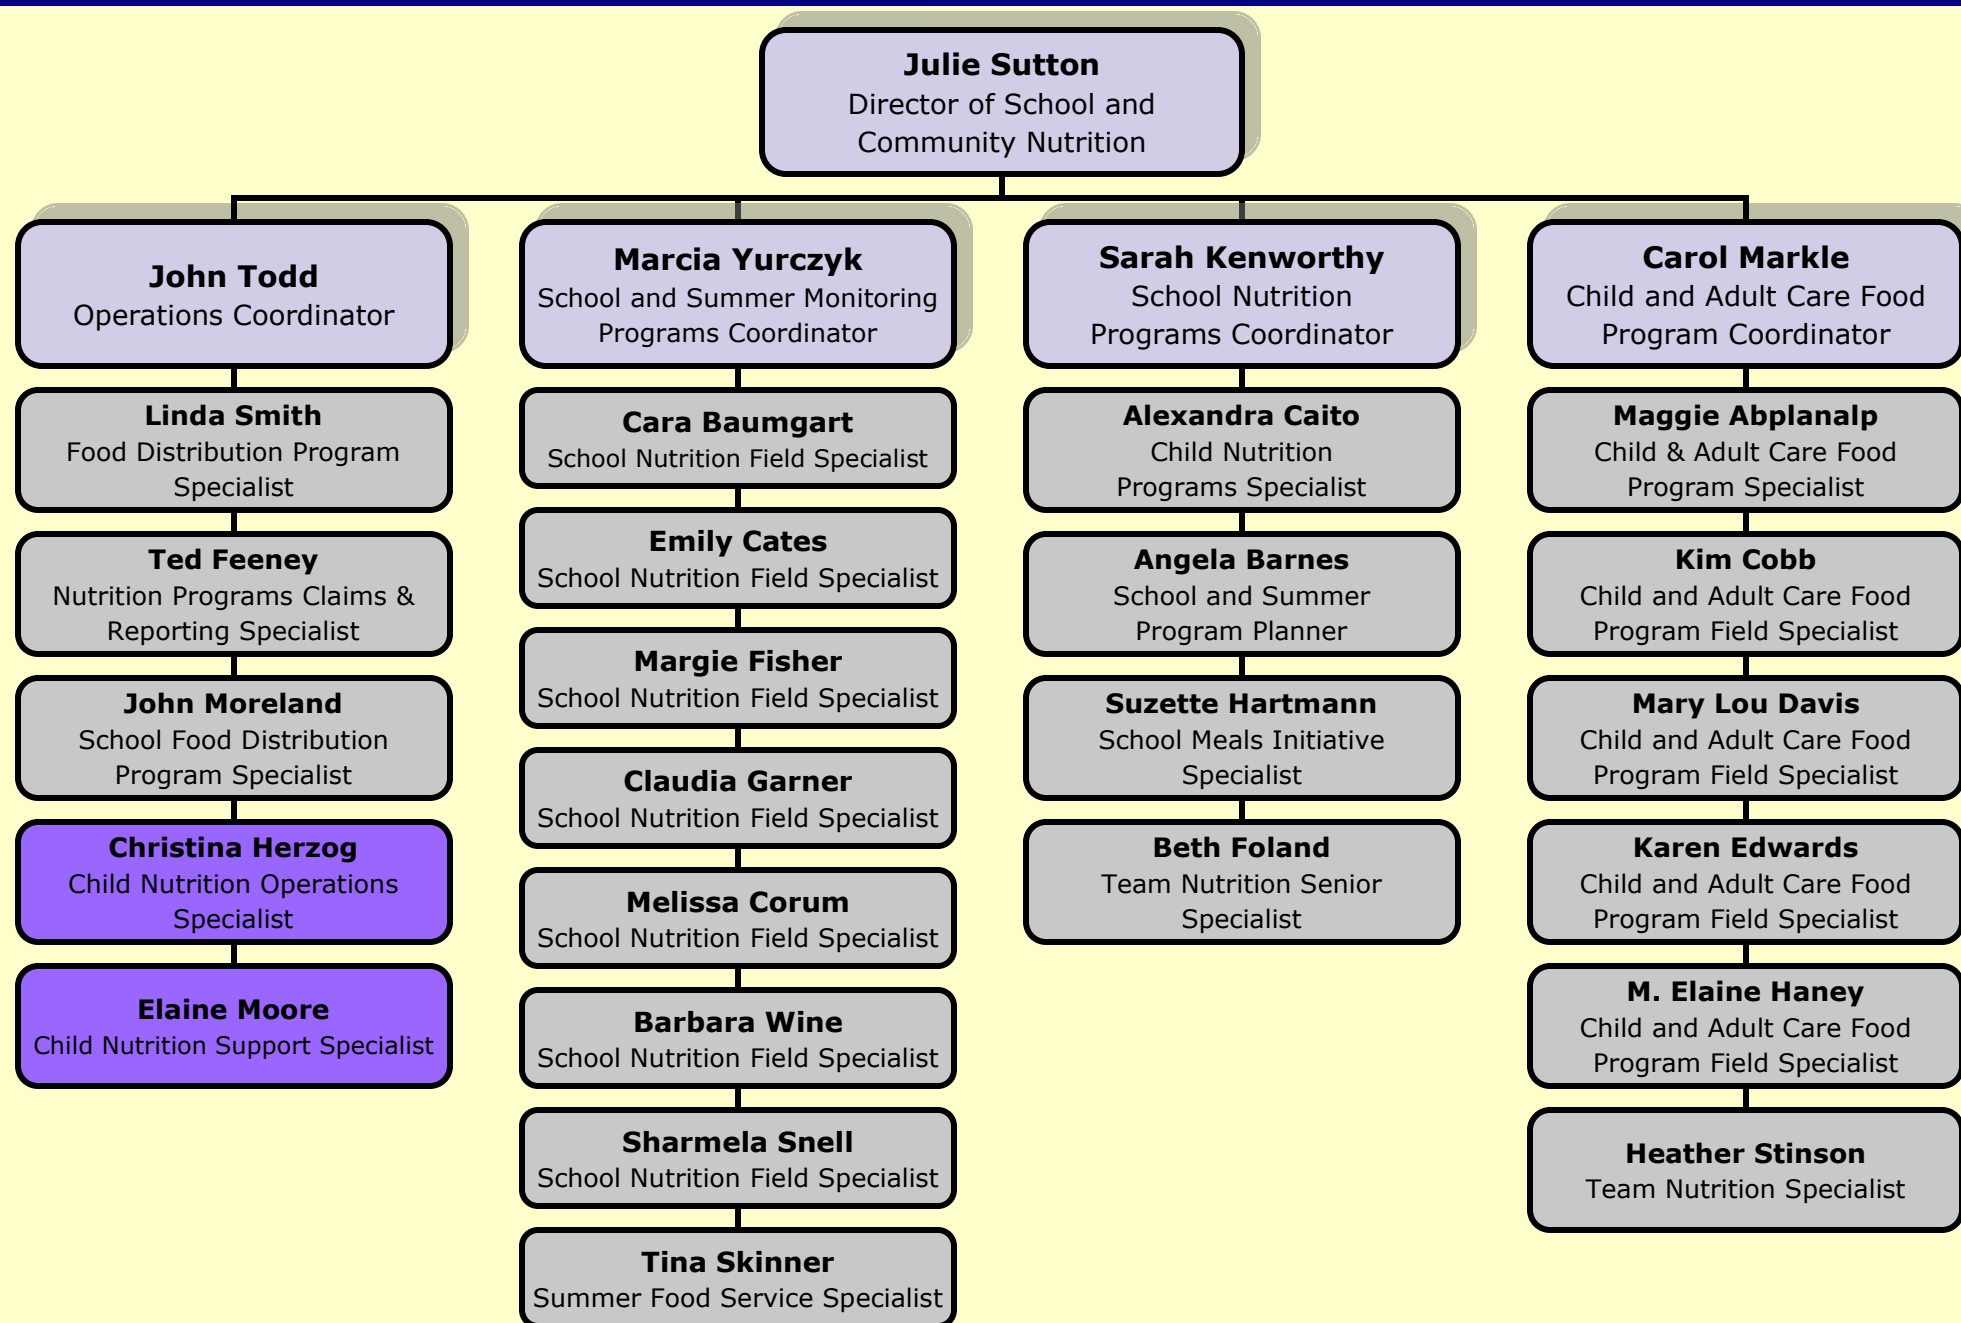 Julie Sutton
Director of School and
Community Nutrition
John Todd
Operations Coordinator
Linda Smith
Food Distribution Program
Specialist
Ted Feeney
Nutrition Programs Claims &
Reporting Specialist
John Moreland
School Food Distribution
Program Specialist
Christina Herzog
Child Nutrition Operations
Specialist
Elaine Moore
Child Nutrition Support Specialist
Marcia Yurczyk
School and Summer Monitoring
Programs Coordinator
Cara Baumgart
School Nutrition Field Specialist
Emily Cates
School Nutrition Field Specialist
Margie Fisher
School Nutrition Field Specialist
Claudia Garner
School Nutrition Field Specialist
Melissa Corum
School Nutrition Field Specialist
Barbara Wine
School Nutrition Field Specialist
Sharmela Snell
School Nutrition Field Specialist
Tina Skinner
Summer Food Service Specialist
Sarah Kenworthy
School Nutrition
Programs Coordinator
Alexandra Caito
Child Nutrition
Programs Specialist
Angela Barnes
School and Summer
Program Planner
Suzette Hartmann
School Meals Initiative
Specialist
Beth Foland
Team Nutrition Senior
Specialist
Carol Markle
Child and Adult Care Food
Program Coordinator
Maggie Abplanalp
Child & Adult Care Food
Program Specialist
Kim Cobb
Child and Adult Care Food
Program Field Specialist
Mary Lou Davis
Child and Adult Care Food
Program Field Specialist
Karen Edwards
Child and Adult Care Food
Program Field Specialist
M. Elaine Haney
Child and Adult Care Food
Program Field Specialist
Heather Stinson
Team Nutrition Specialist